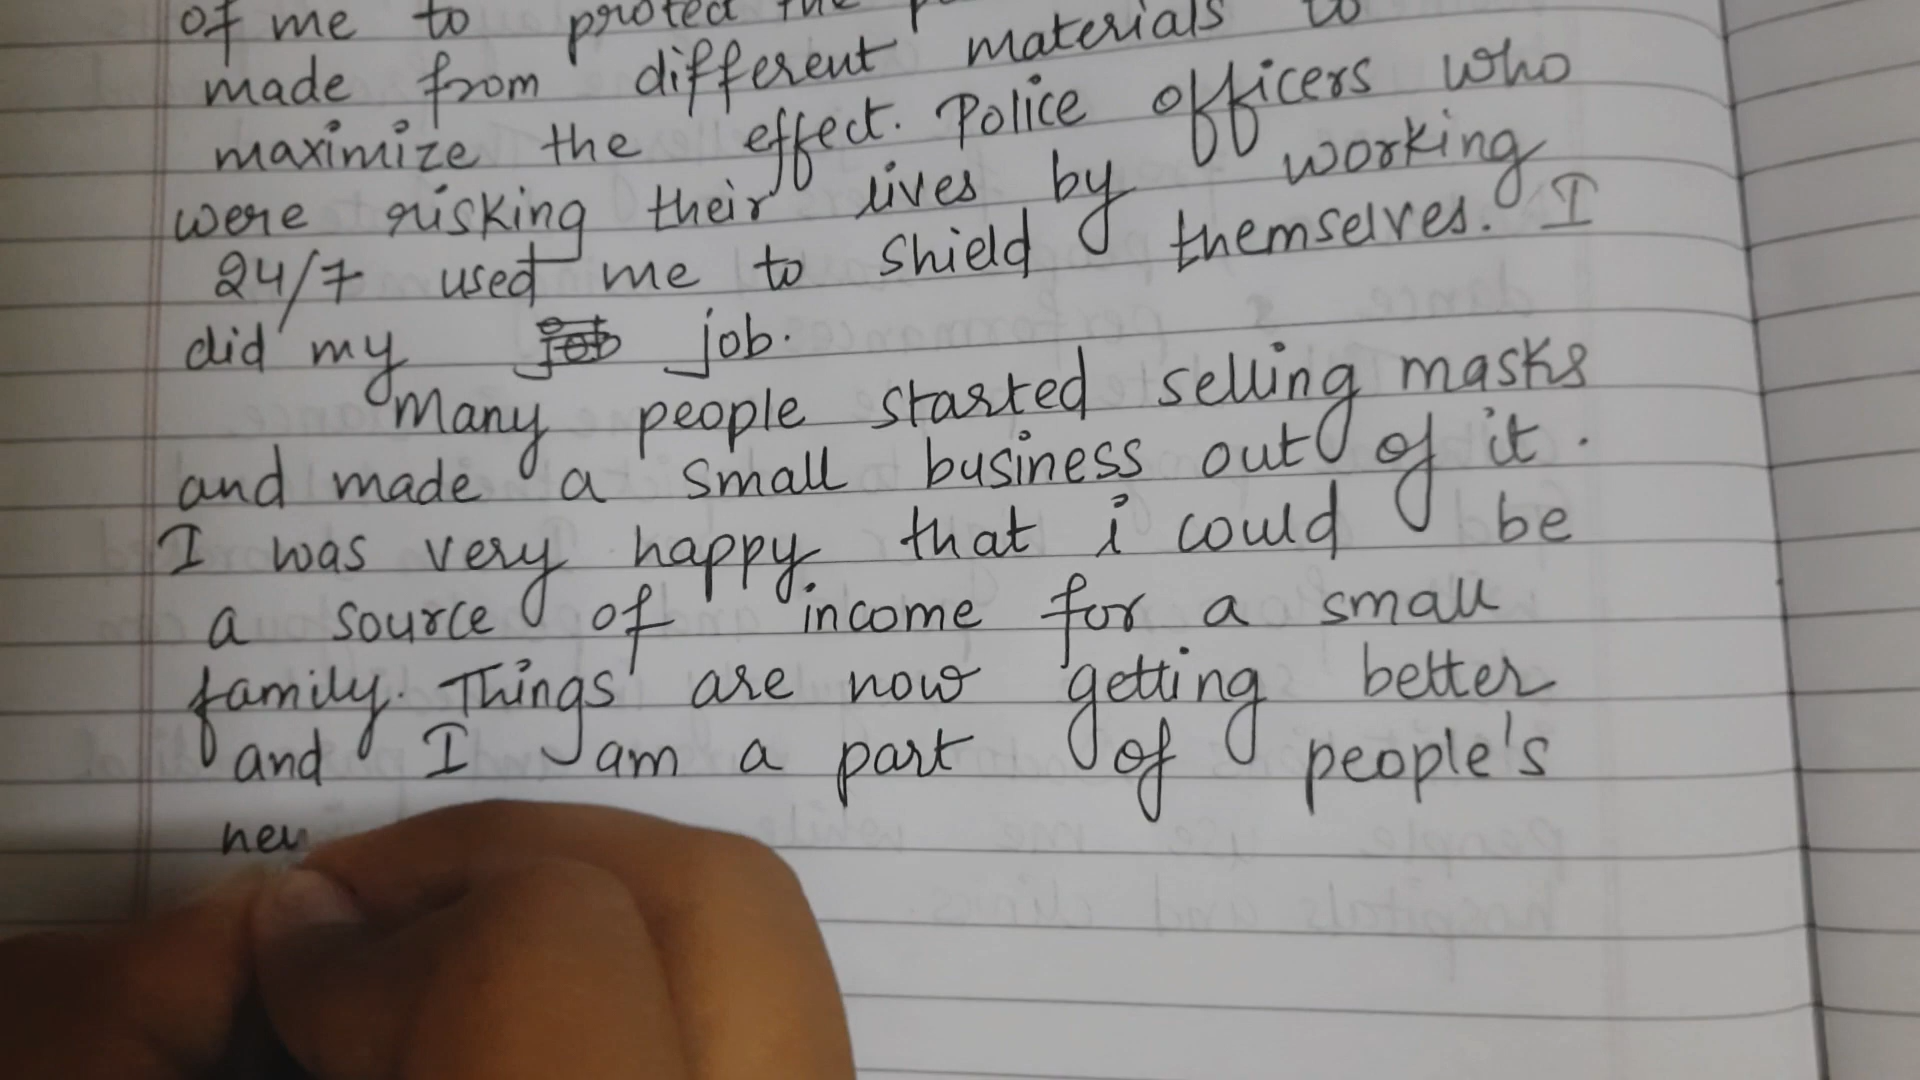 of me to protect the
made from different materials to
maximize the effect. Police officers who
were risking their lives by working
24/7 used me to shield themselves. I
did my job job.
Many people started selling masks
and made a small business out of it.
I was very happy that i could be
a source of income for a small
family. Things are now getting better
and I am a part of people's